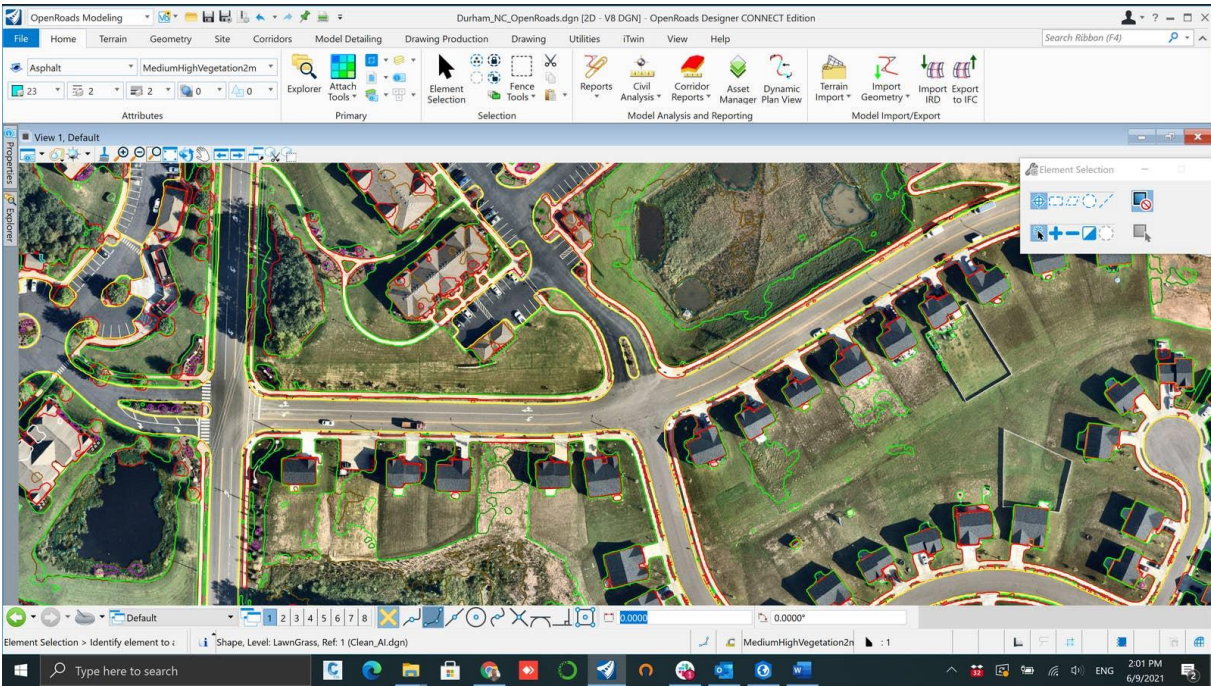 OpenRoads Modeling
Durham_NC_OpenRoads.dgn [2D - V8 DGN] - OpenRoads Designer CONNECT Edition
File Home Terrain Geometry Site Corridors Model Detailing Drawing Production Drawing Utilities iTwin View Help
Search Ribbon (F4)
Asphalt
MediumHighVegetation2m
23 2 2 0 0
Attributes
Explorer
Attach Tools
Primary
Element Selection
Fence Tools
Selection
Reports
Civil Analysis
Corridor Reports
Asset Manager
Dynamic Plan View
Model Analysis and Reporting
Terrain Import
Import Geometry
Import IRD
Export to IFC
Model Import/Export
View 1, Default
Properties
Explorer
Element Selection
Default
1 2 3 4 5 6 7 8
0.0000
0.0000°
Element Selection > Identify element to
Shape, Level: LawnGrass, Ref: 1 (Clean_AI.dgn)
MediumHighVegetation2n
: 1
Type here to search
32
ENG
2:01 PM
6/9/2021
2